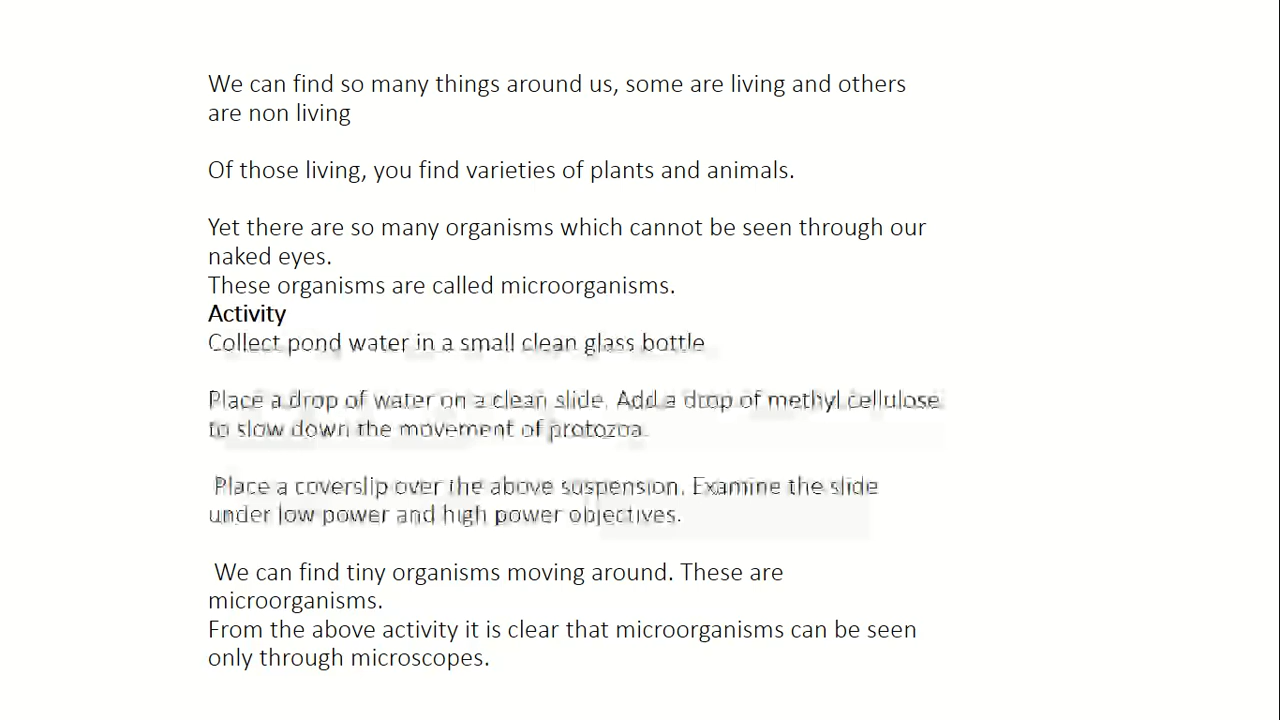 We can find so many things around us, some are living and others
are non living
Of those living, you find varieties of plants and animals.
Yet there are so many organisms which cannot be seen through our
naked eyes.
These organisms are called microorganisms.
Activity
Collect pond water in a small clean glass bottle
Place a drop of water on a clean slide. Add a drop of methyl cellulose
to slow down the movement of protozoa
Place a coverslip over the above suspension. Examine the slide
under low power and high power objectives.
We can find tiny organisms moving around. These are
microorganisms.
From the above activity it is clear that microorganisms can be seen
only through microscopes.